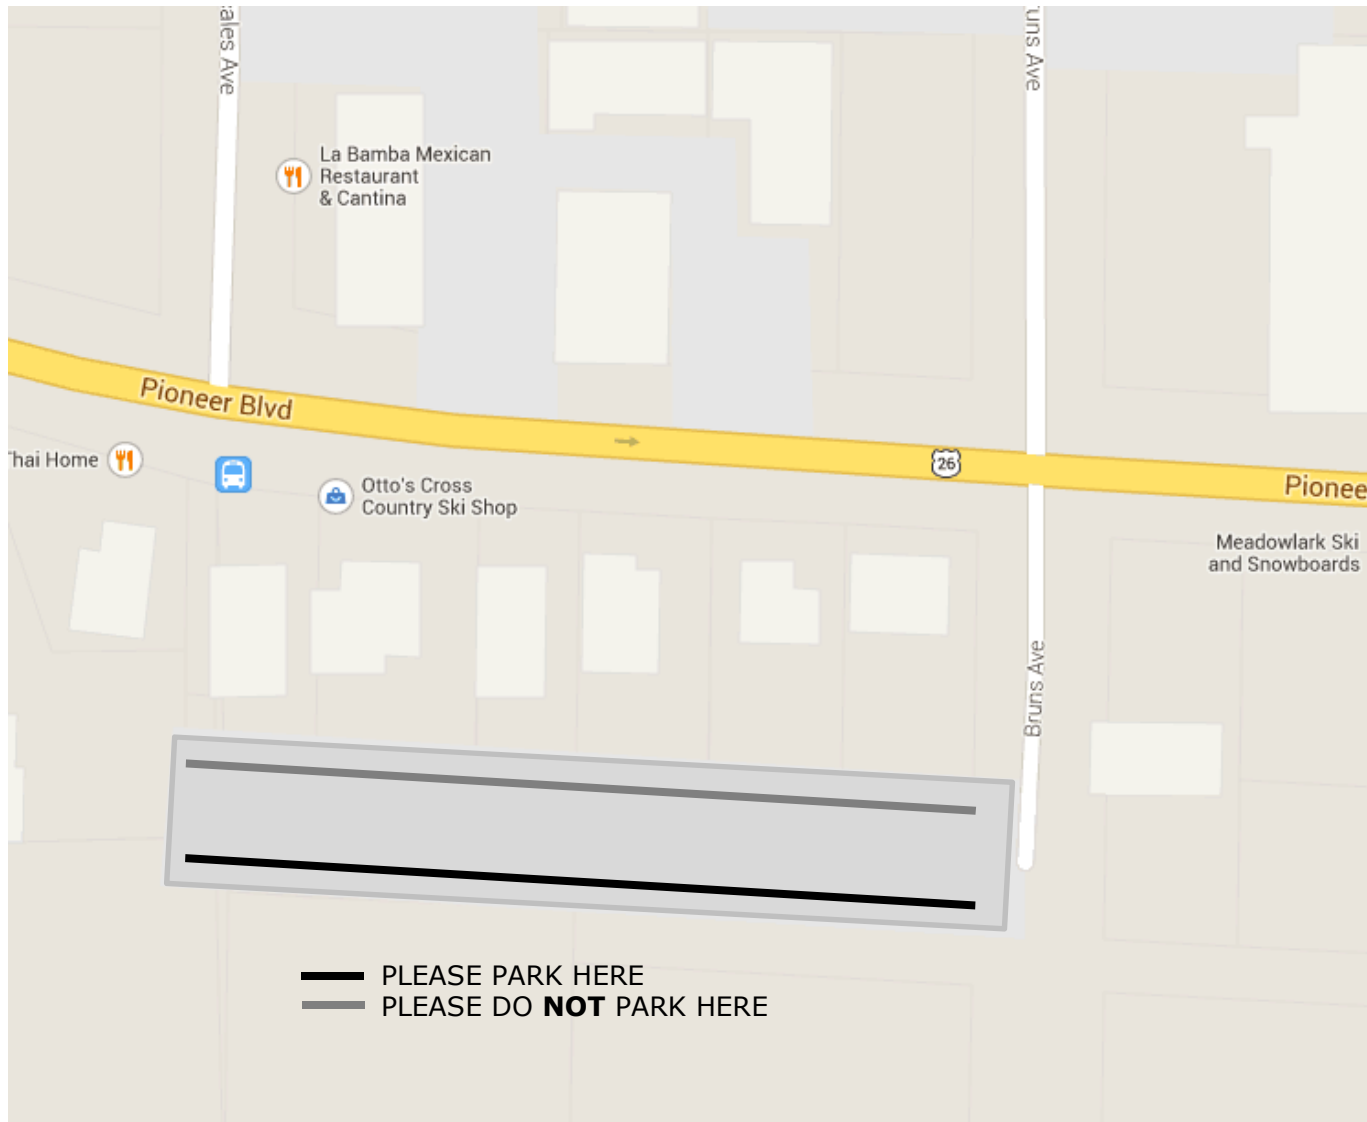 ales Ave
uns Ave
La Bamba Mexican
Restaurant
& Cantina
Pioneer Blvd
26
Thai Home
Otto's Cross
Country Ski Shop
Pionee
Meadowlark Ski
and Snowboards
Bruns Ave
PLEASE PARK HERE
PLEASE DO NOT PARK HERE